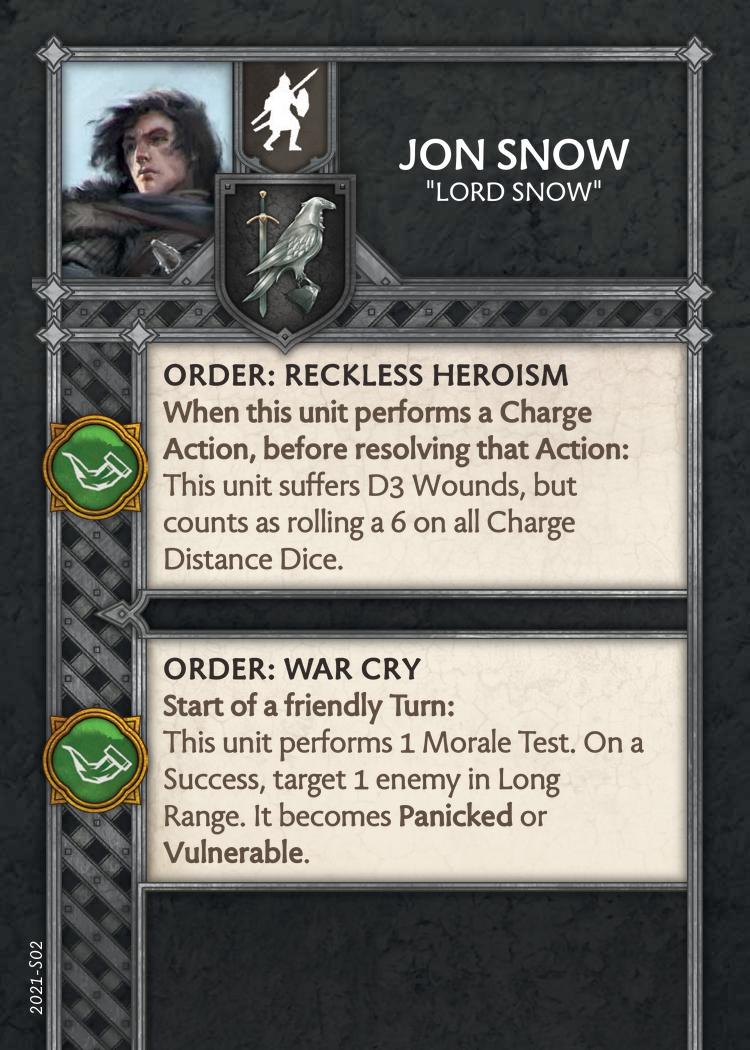 JON SNOW
"LORD SNOW"
ORDER: RECKLESS HEROISM
When this unit performs a Charge
Action, before resolving that Action:
This unit suffers D3 Wounds, but
counts as rolling a 6 on all Charge
Distance Dice.
ORDER: WAR CRY
Start of a friendly Turn:
This unit performs 1 Morale Test. On a
Success, target 1 enemy in Long
Range. It becomes Panicked or
Vulnerable.
2021-S02